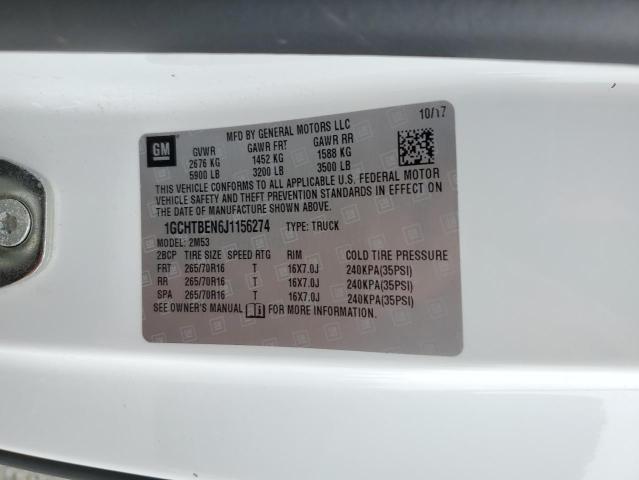 10/17
GM
MFD BY GENERAL MOTORS LLC
GVWR GAWR FRT GAWR RR
2676 KG 1452 KG 1588 KG
5900 LB 3200 LB 3500 LB
THIS VEHICLE CONFORMS TO ALL APPLICABLE U.S. FEDERAL MOTOR
VEHICLE SAFETY AND THEFT PREVENTION STANDARDS IN EFFECT ON
THE DATE OF MANUFACTURE SHOWN ABOVE.
1GCHTBEN6J1156274 TYPE: TRUCK
MODEL: 2M53
2BCP TIRE SIZE SPEED RTG RIM COLD TIRE PRESSURE
FRT 265/70R16 T 16X7.0J 240KPA(35PSI)
RR 265/70R16 T 16X7.0J 240KPA(35PSI)
SPA 265/70R16 T 16X7.0J 240KPA(35PSI)
SEE OWNER'S MANUAL FOR MORE INFORMATION